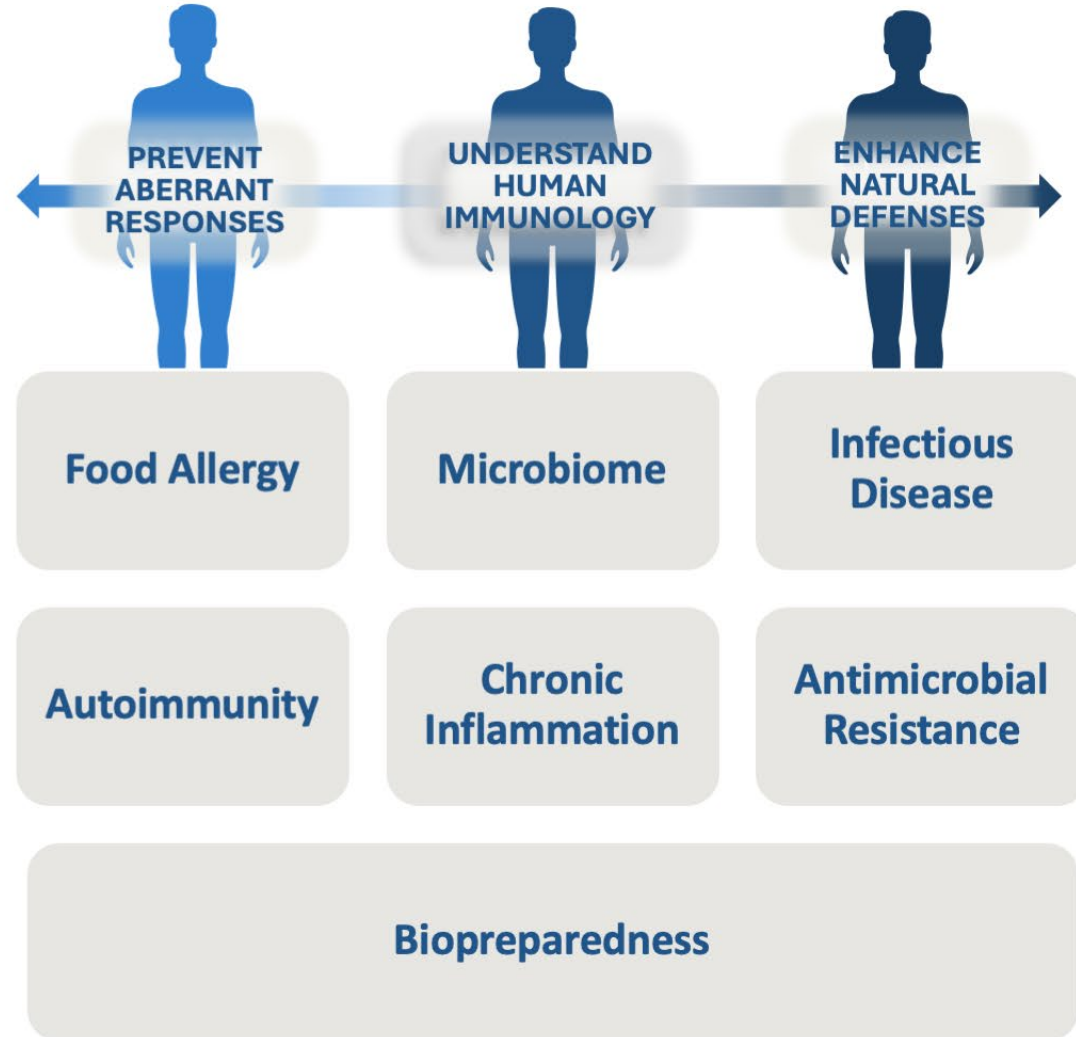 PREVENT
ABERRANT
RESPONSES
UNDERSTAND
HUMAN
IMMUNOLOGY
ENHANCE
NATURAL
DEFENSES
Food Allergy
Microbiome
Infectious
Disease
Autoimmunity
Chronic
Inflammation
Antimicrobial
Resistance
Biopreparedness